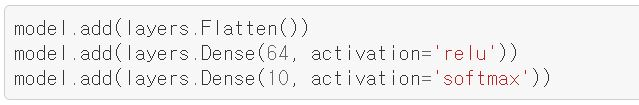 model.add(layers.Flatten())
model.add(layers.Dense(64, activation='relu'))
model.add(layers.Dense(10, activation='softmax'))